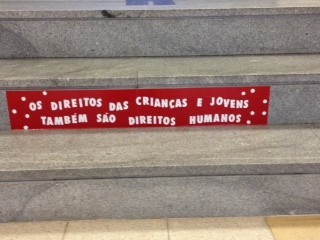 OS DIREITOS DAS CRIANÇAS E JOVENS
TAMBÉM SÃO DIREITOS HUMANOS